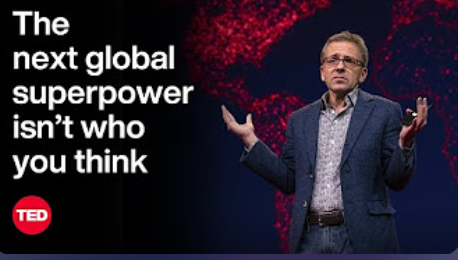 The
next global
superpower
isn't who
you think
TED